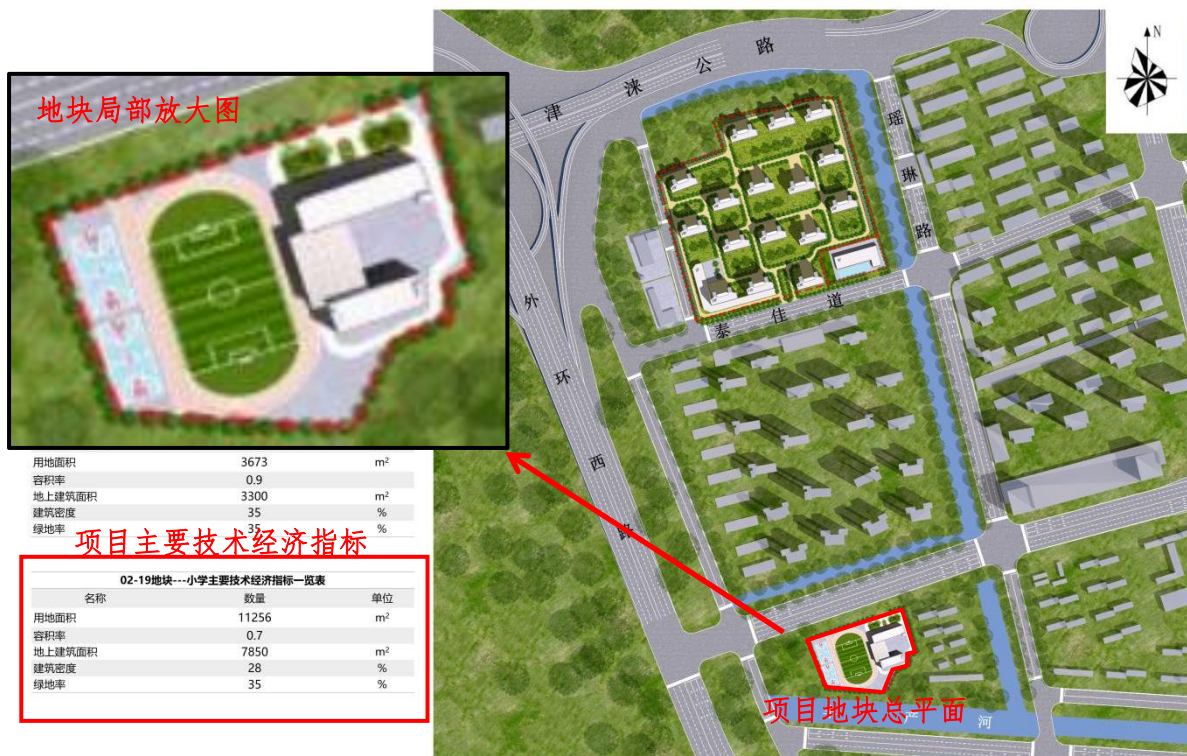 地块局部放大图
用地面积 3673 m²
容积率 0.9
地上建筑面积 3300 m²
建筑密度 35 %
绿地率 35 %
项目主要技术经济指标
02-19地块---小学主要技术经济指标一览表
名称 数量 单位
用地面积 11256 m²
容积率 0.7
地上建筑面积 7850 m²
建筑密度 28 %
绿地率 35 %
N
津涞公路
瑶琳路
泰佳道
外环西路
项目地块总平面
河